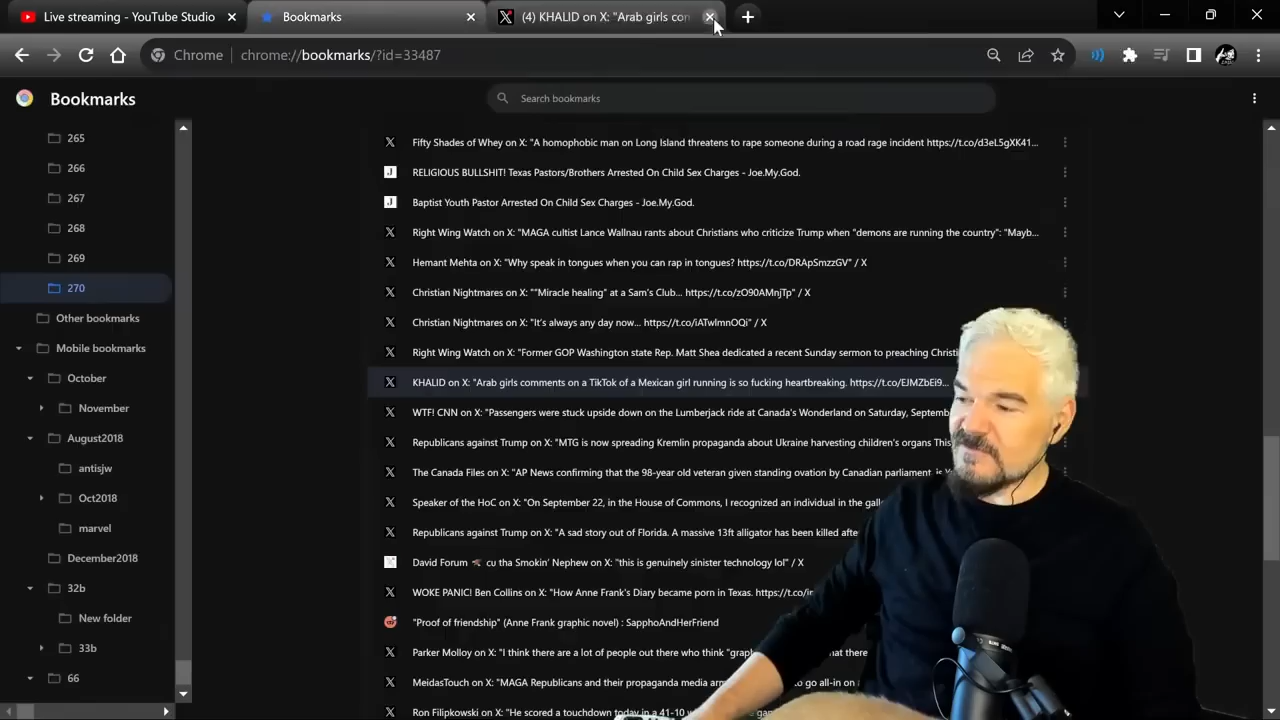 Live streaming - YouTube Studio
Bookmarks
(4) KHALID on X: "Arab girls con
Chrome
chrome://bookmarks/?id=33487
Bookmarks
Search bookmarks
265
266
267
268
269
270
Other bookmarks
Mobile bookmarks
October
November
August2018
antisjw
Oct2018
marvel
December2018
32b
New folder
33b
66
Fifty Shades of Whey on X: "A homophobic man on Long Island threatens to rape someone during a road rage incident https://t.co/d3eL5gXK41...
RELIGIOUS BULLSHIT! Texas Pastors/Brothers Arrested On Child Sex Charges - Joe.My.God.
Baptist Youth Pastor Arrested On Child Sex Charges - Joe.My.God.
Right Wing Watch on X: "MAGA cultist Lance Wallnau rants about Christians who criticize Trump when "demons are running the country": "Mayb...
Hemant Mehta on X: "Why speak in tongues when you can rap in tongues? https://t.co/DRApSmzzGV" / X
Christian Nightmares on X: ""Miracle healing" at a Sam's Club... https://t.co/zO90AMnjTp" / X
Christian Nightmares on X: "It's always any day now... https://t.co/iATwlmnOQi" / X
Right Wing Watch on X: "Former GOP Washington state Rep. Matt Shea dedicated a recent Sunday sermon to preaching Christi
KHALID on X: "Arab girls comments on a TikTok of a Mexican girl running is so fucking heartbreaking. https://t.co/EJMZbEi9...
WTF! CNN on X: "Passengers were stuck upside down on the Lumberjack ride at Canada's Wonderland on Saturday, Septemb
Republicans against Trump on X: "MTG is now spreading Kremlin propaganda about Ukraine harvesting children's organs This
The Canada Files on X: "AP News confirming that the 98-year old veteran given standing ovation by Canadian parliament, is
Speaker of the HoC on X: "On September 22, in the House of Commons, I recognized an individual in the galle
Republicans against Trump on X: "A sad story out of Florida. A massive 13ft alligator has been killed after
David Forum cu tha Smokin' Nephew on X: "this is genuinely sinister technology lol" / X
WOKE PANIC! Ben Collins on X: "How Anne Frank's Diary became porn in Texas. https://t.co/ir
"Proof of friendship" (Anne Frank graphic novel) : SapphoAndHerFriend
Parker Molloy on X: "I think there are a lot of people out there who think "grap that there
MeidasTouch on X: "MAGA Republicans and their propaganda media arm to go all-in on
Ron Filipkowski on X: "He scored a touchdown today in a 41-10